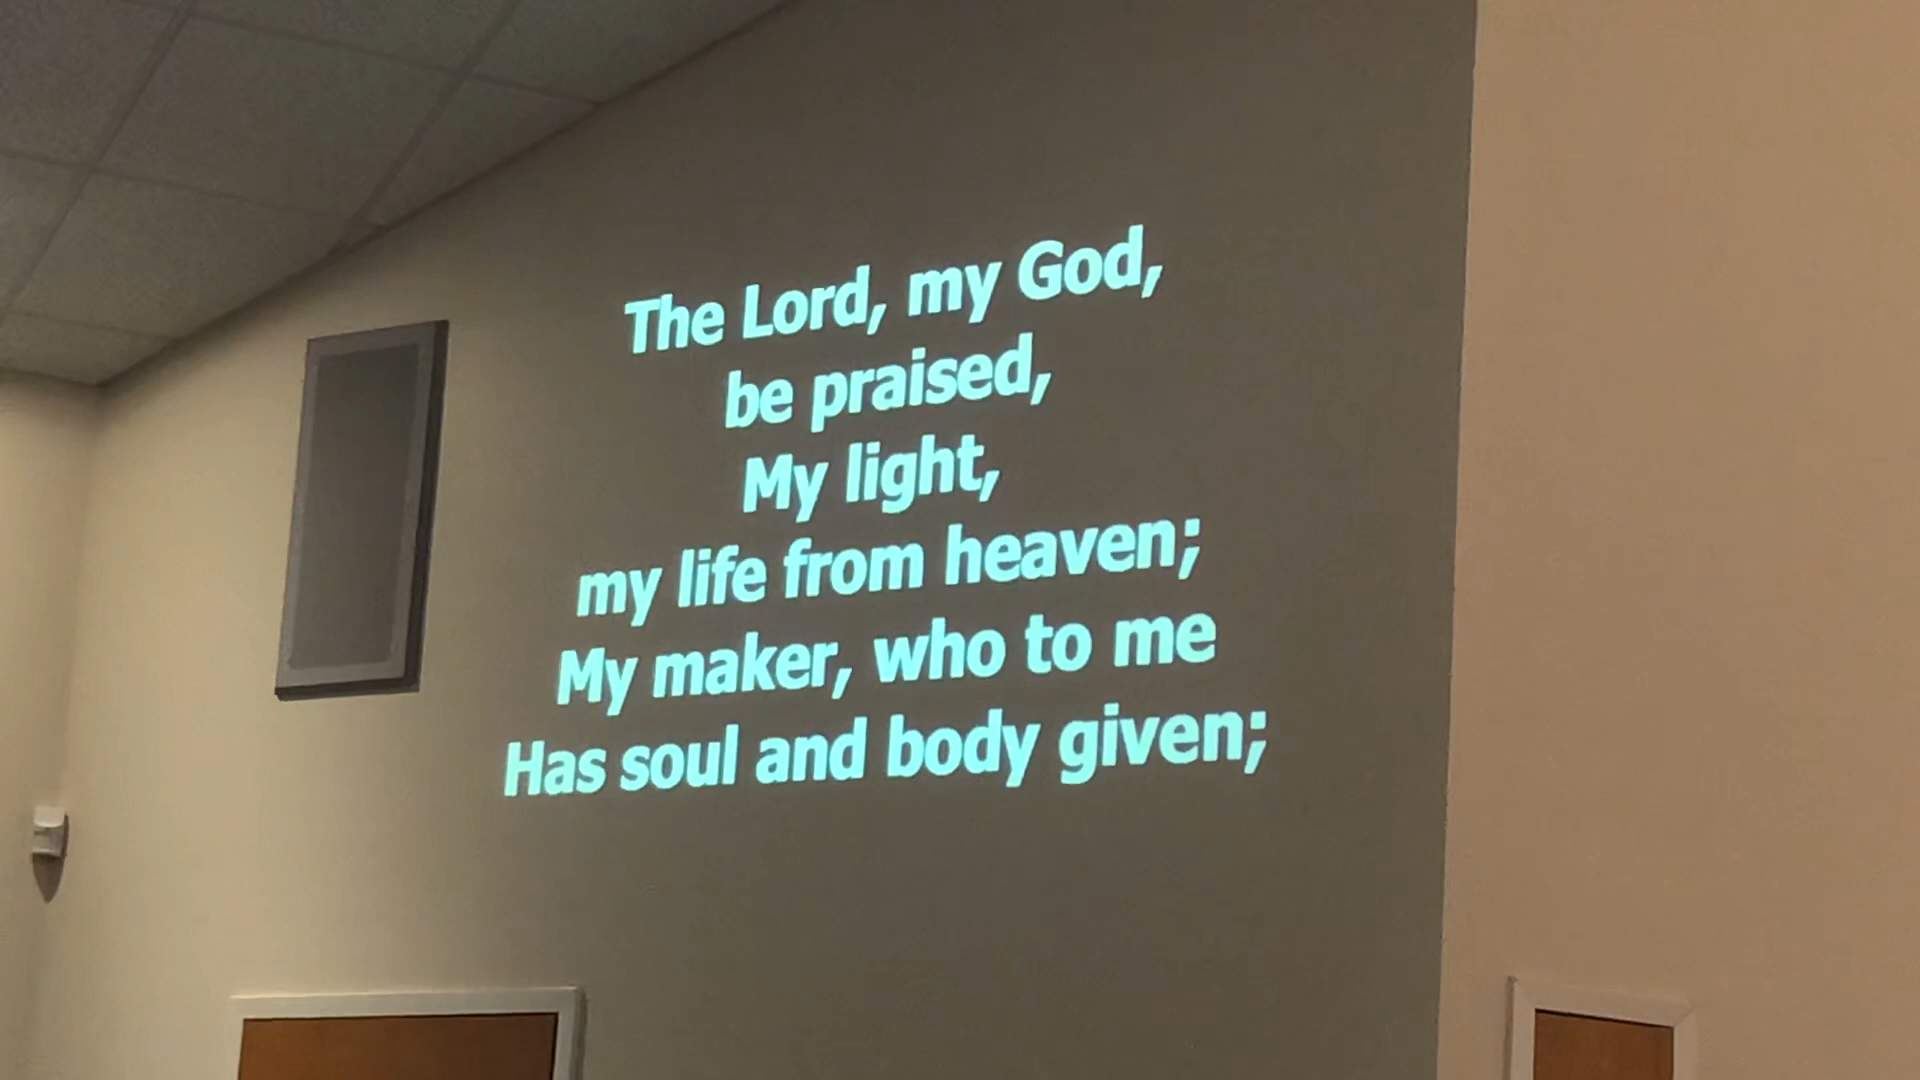 The Lord, my God,
be praised,
My light,
my life from heaven;
My maker, who to me
Has soul and body given;